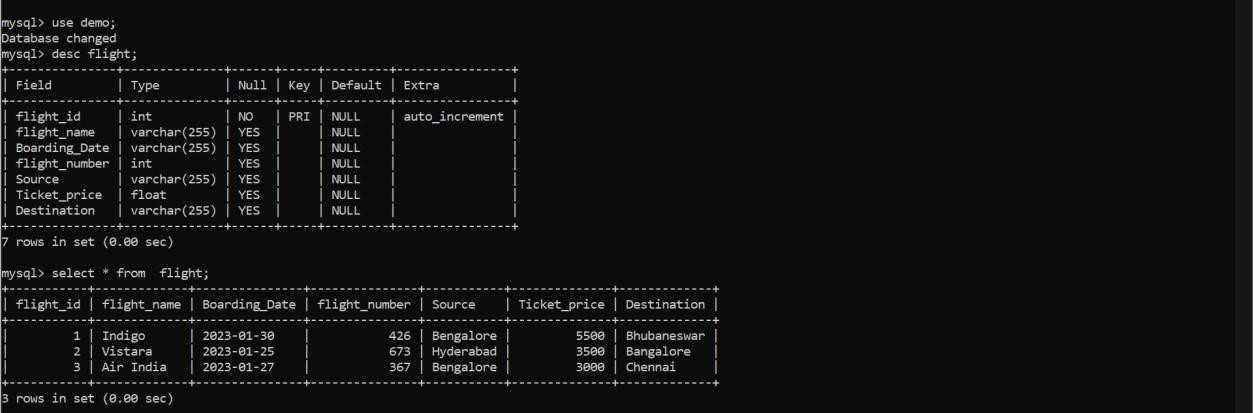 mysql> use demo;
Database changed
mysql> desc flight;
+---------------+--------------+------+-----+---------+----------------+
| Field         | Type         | Null | Key | Default | Extra          |
+---------------+--------------+------+-----+---------+----------------+
| flight_id     | int          | NO   | PRI | NULL    | auto_increment |
| flight_name   | varchar(255) | YES  |     | NULL    |                |
| Boarding_Date | varchar(255) | YES  |     | NULL    |                |
| flight_number | int          | YES  |     | NULL    |                |
| Source        | varchar(255) | YES  |     | NULL    |                |
| Ticket_price  | float        | YES  |     | NULL    |                |
| Destination   | varchar(255) | YES  |     | NULL    |                |
+---------------+--------------+------+-----+---------+----------------+
7 rows in set (0.00 sec)
mysql> select * from  flight;
+-----------+-------------+---------------+---------------+-----------+--------------+-------------+
| flight_id | flight_name | Boarding_Date | flight_number | Source    | Ticket_price | Destination |
+-----------+-------------+---------------+---------------+-----------+--------------+-------------+
|         1 | Indigo      | 2023-01-30    |           426 | Bengalore |         5500 | Bhubaneswar |
|         2 | Vistara     | 2023-01-25    |           673 | Hyderabad |         3500 | Bangalore   |
|         3 | Air India   | 2023-01-27    |           367 | Bengalore |         3000 | Chennai     |
+-----------+-------------+---------------+---------------+-----------+--------------+-------------+
3 rows in set (0.00 sec)